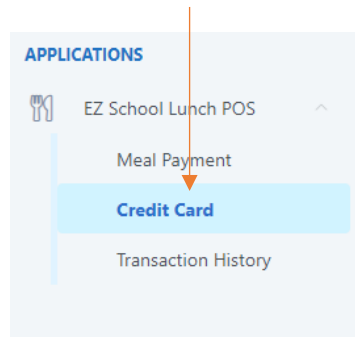 APPLICATIONS
EZ School Lunch POS
Meal Payment
Credit Card
Transaction History